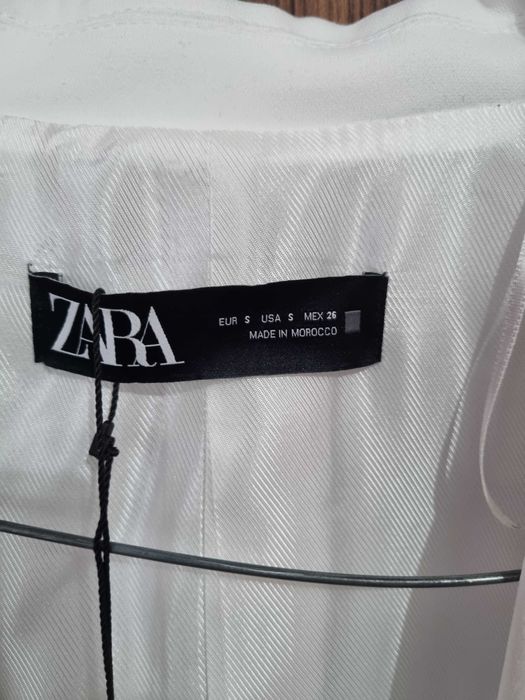 ZARA
EUR S USA S MEX 26
MADE IN MOROCCO